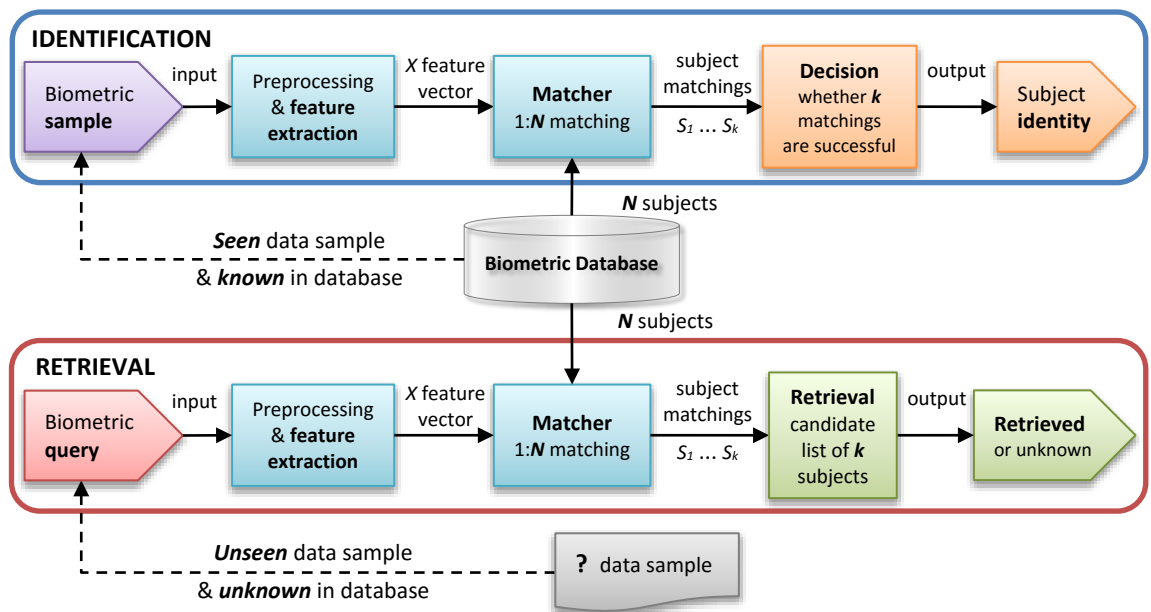 IDENTIFICATION
Biometric
sample
input
Preprocessing
& feature
extraction
X feature
vector
Matcher
1:N matching
subject
matchings
S1 ... Sk
Decision
whether k
matchings
are successful
output
Subject
identity
N subjects
Seen data sample
& known in database
Biometric Database
N subjects
RETRIEVAL
Biometric
query
input
Preprocessing
& feature
extraction
X feature
vector
Matcher
1:N matching
subject
matchings
S1 ... Sk
Retrieval
candidate
list of k
subjects
output
Retrieved
or unknown
Unseen data sample
& unknown in database
? data sample